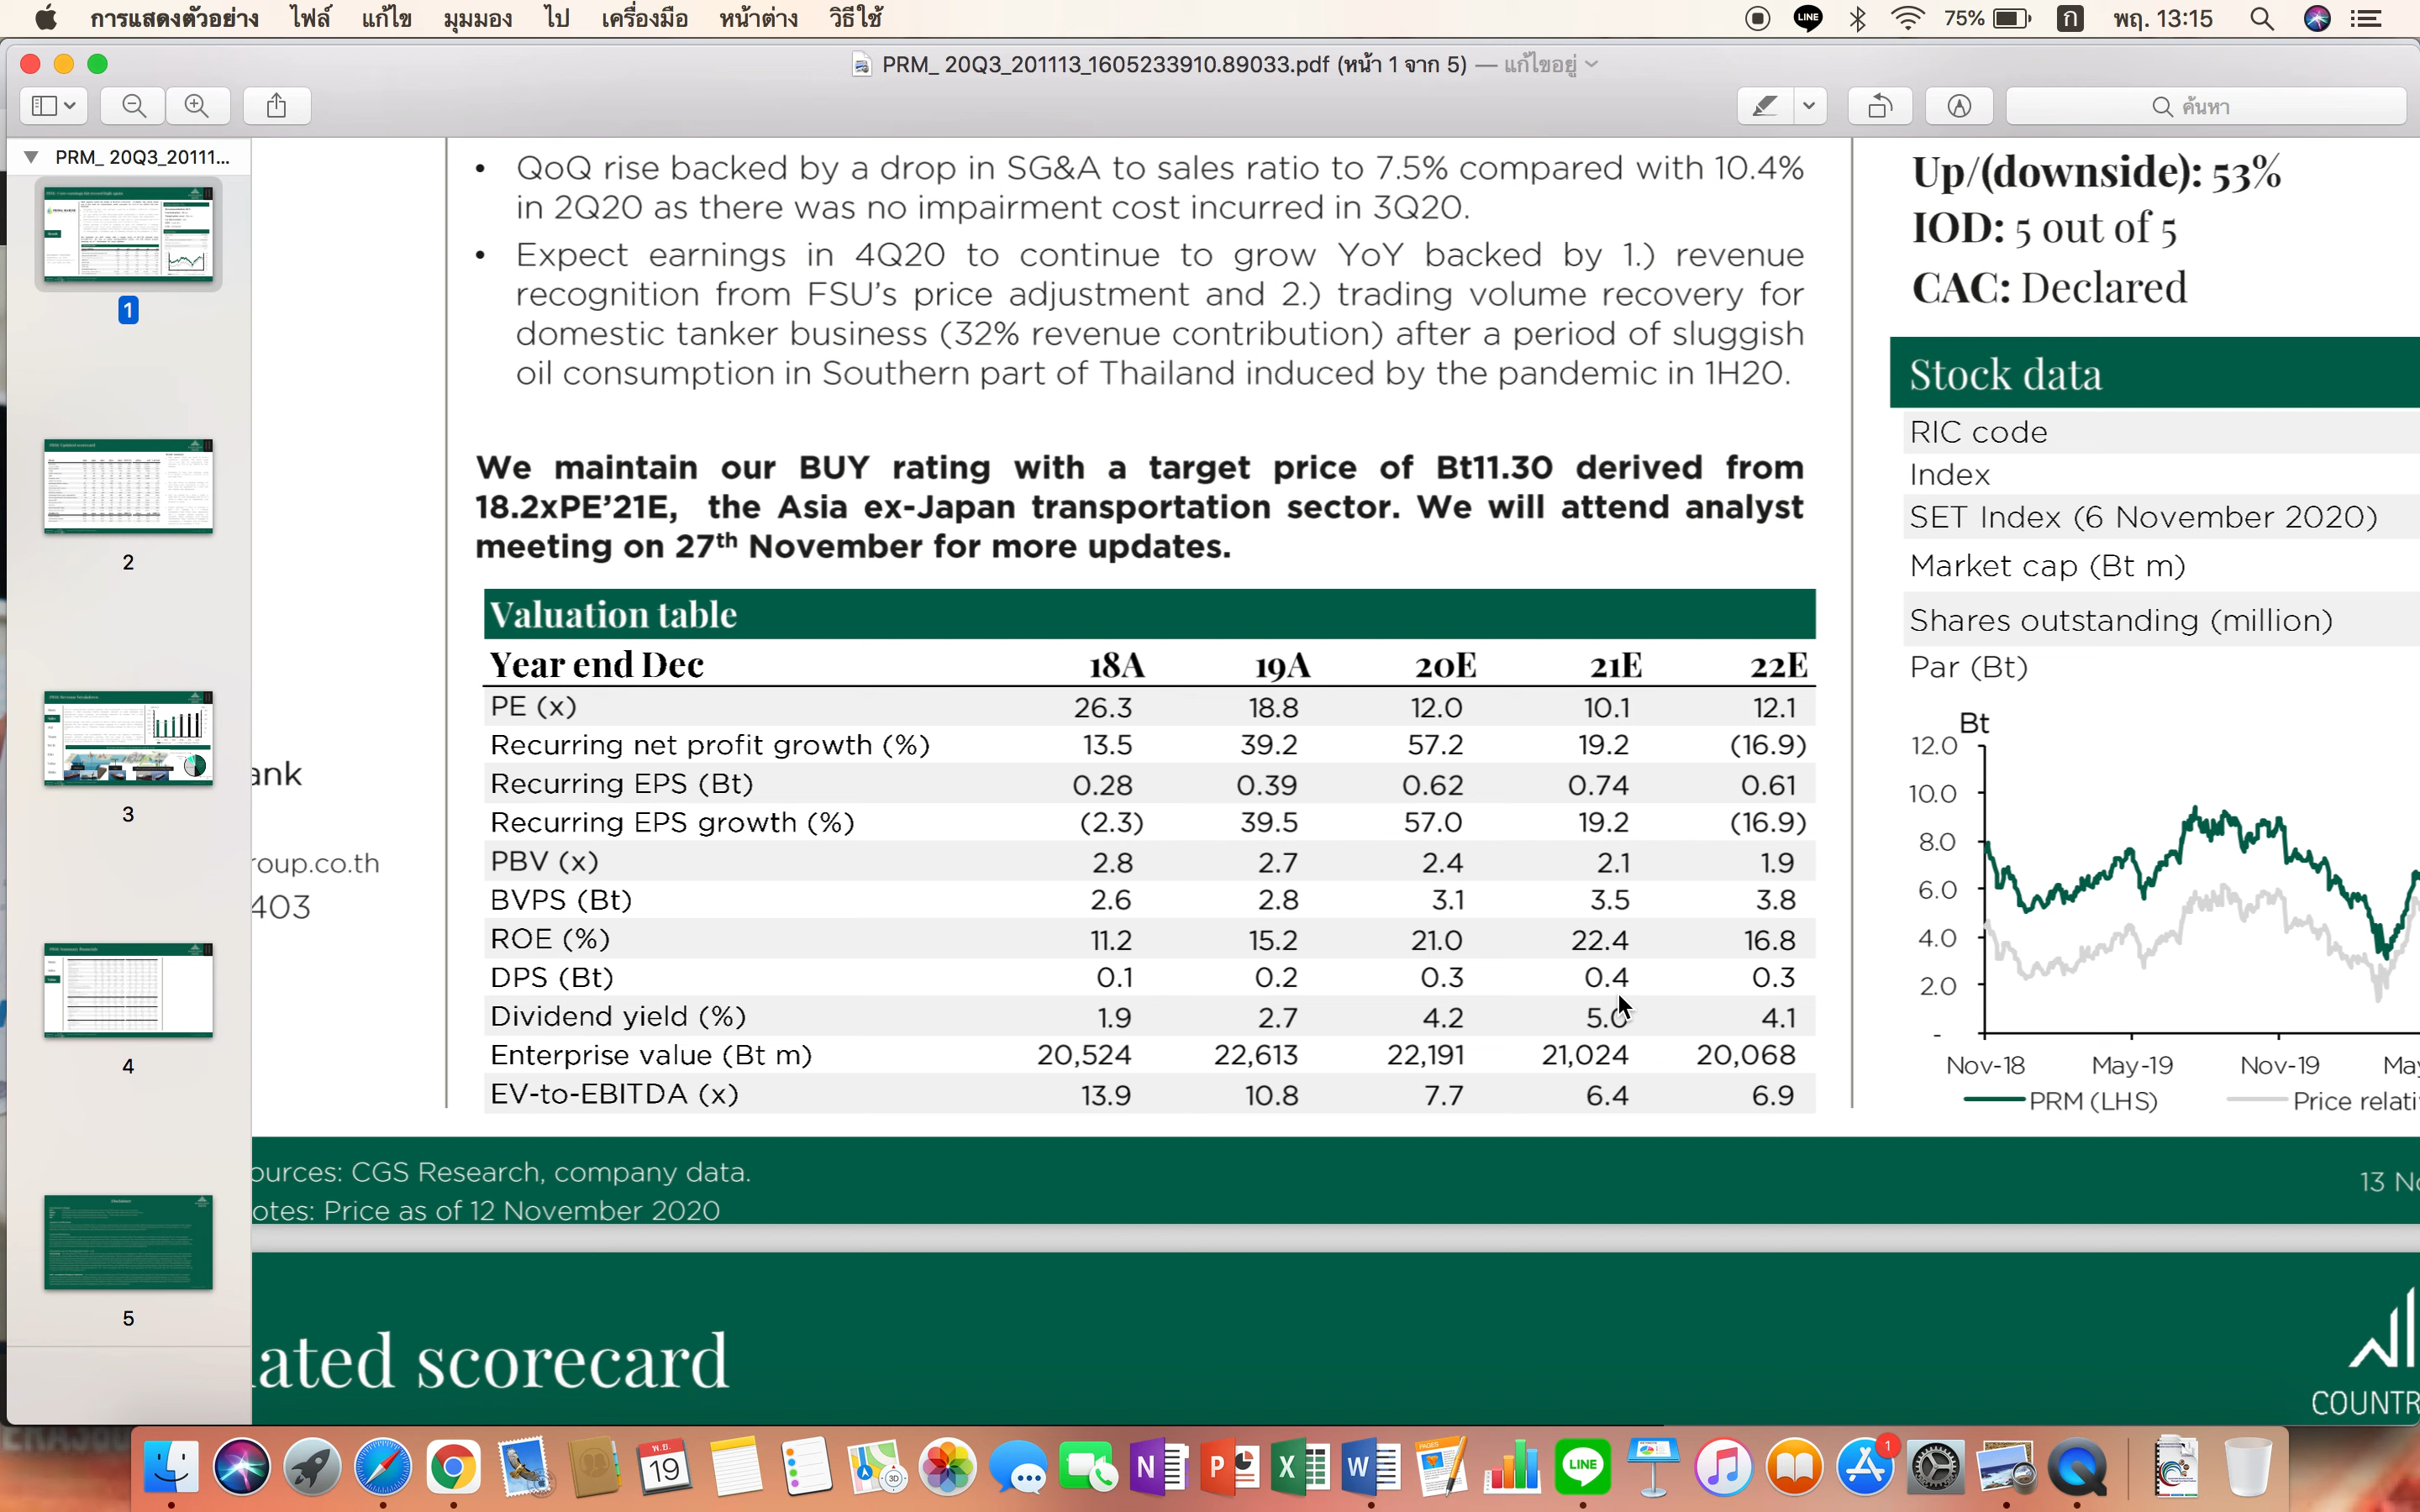 การแสดงตัวอย่าง ไฟล์ แก้ไข มุมมอง ไป เครื่องมือ หน้าต่าง วิธีใช้ LINE 75% ก พฤ. 13:15
PRM_ 20Q3_201113_1605233910.89033.pdf (หน้า 1 จาก 5) — แก้ไขอยู่
ค้นหา
PRM_ 20Q3_20111...
1
2
3
4
5
• QoQ rise backed by a drop in SG&A to sales ratio to 7.5% compared with 10.4%
in 2Q20 as there was no impairment cost incurred in 3Q20.
• Expect earnings in 4Q20 to continue to grow YoY backed by 1.) revenue
recognition from FSU's price adjustment and 2.) trading volume recovery for
domestic tanker business (32% revenue contribution) after a period of sluggish
oil consumption in Southern part of Thailand induced by the pandemic in 1H20.
We maintain our BUY rating with a target price of Bt11.30 derived from
18.2xPE'21E, the Asia ex-Japan transportation sector. We will attend analyst
meeting on 27th November for more updates.
ank
roup.co.th
403
Valuation table
Year end Dec 18A 19A 20E 21E 22E
PE (x) 26.3 18.8 12.0 10.1 12.1
Recurring net profit growth (%) 13.5 39.2 57.2 19.2 (16.9)
Recurring EPS (Bt) 0.28 0.39 0.62 0.74 0.61
Recurring EPS growth (%) (2.3) 39.5 57.0 19.2 (16.9)
PBV (x) 2.8 2.7 2.4 2.1 1.9
BVPS (Bt) 2.6 2.8 3.1 3.5 3.8
ROE (%) 11.2 15.2 21.0 22.4 16.8
DPS (Bt) 0.1 0.2 0.3 0.4 0.3
Dividend yield (%) 1.9 2.7 4.2 5.0 4.1
Enterprise value (Bt m) 20,524 22,613 22,191 21,024 20,068
EV-to-EBITDA (x) 13.9 10.8 7.7 6.4 6.9
Up/(downside): 53%
IOD: 5 out of 5
CAC: Declared
Stock data
RIC code
Index
SET Index (6 November 2020)
Market cap (Bt m)
Shares outstanding (million)
Par (Bt)
Bt
12.0
10.0
8.0
6.0
4.0
2.0
-
Nov-18 May-19 Nov-19 May
PRM (LHS) Price relati
ources: CGS Research, company data.
otes: Price as of 12 November 2020
13 No
ated scorecard
COUNTR
พ.ย.
19
3D
N
P
X
W
PAGES
LINE
1